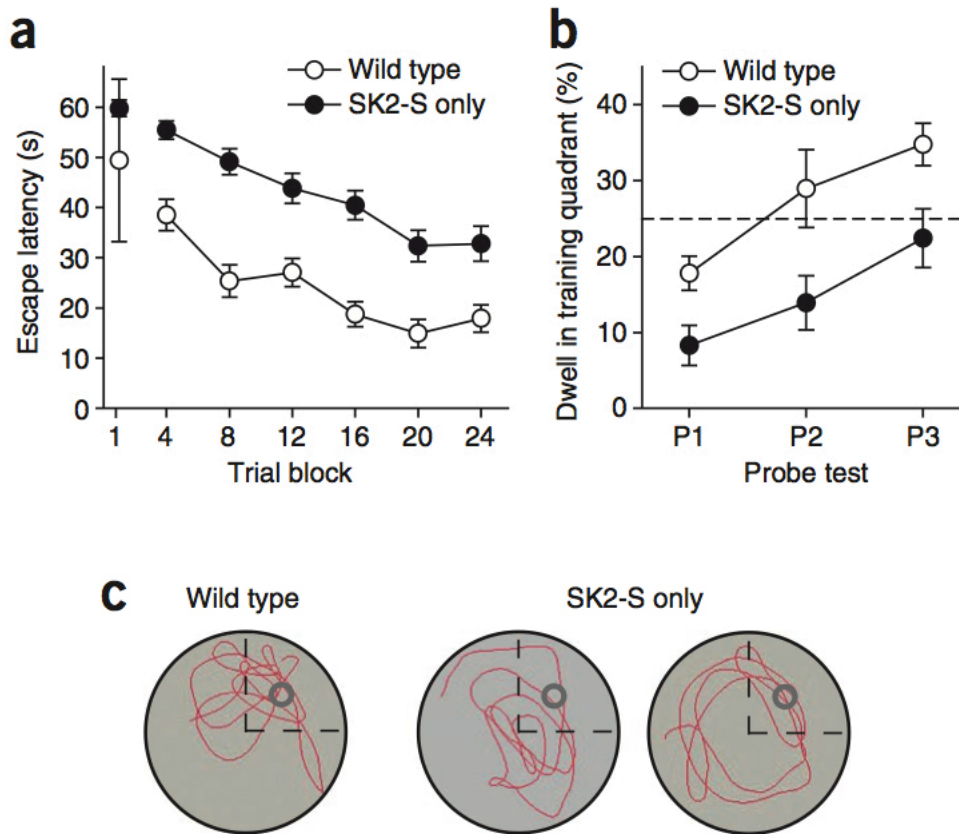 a
Wild type
SK2-S only
Escape latency (s)
60
50
40
30
20
10
0
1 4 8 12 16 20 24
Trial block
b
Wild type
SK2-S only
Dwell in training quadrant (%)
40
30
20
10
0
P1 P2 P3
Probe test
c
Wild type
SK2-S only